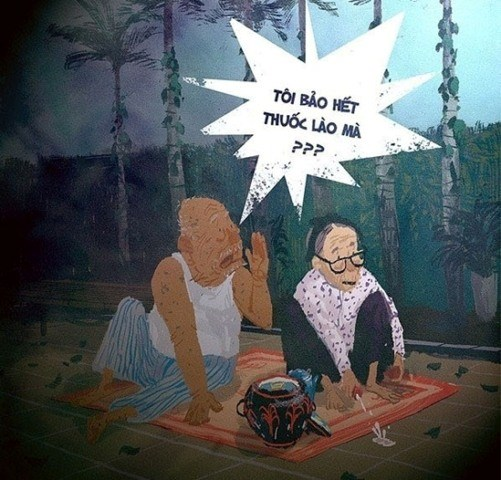 TÔI BẢO HẾT
THUỐC LÀO MÀ
???